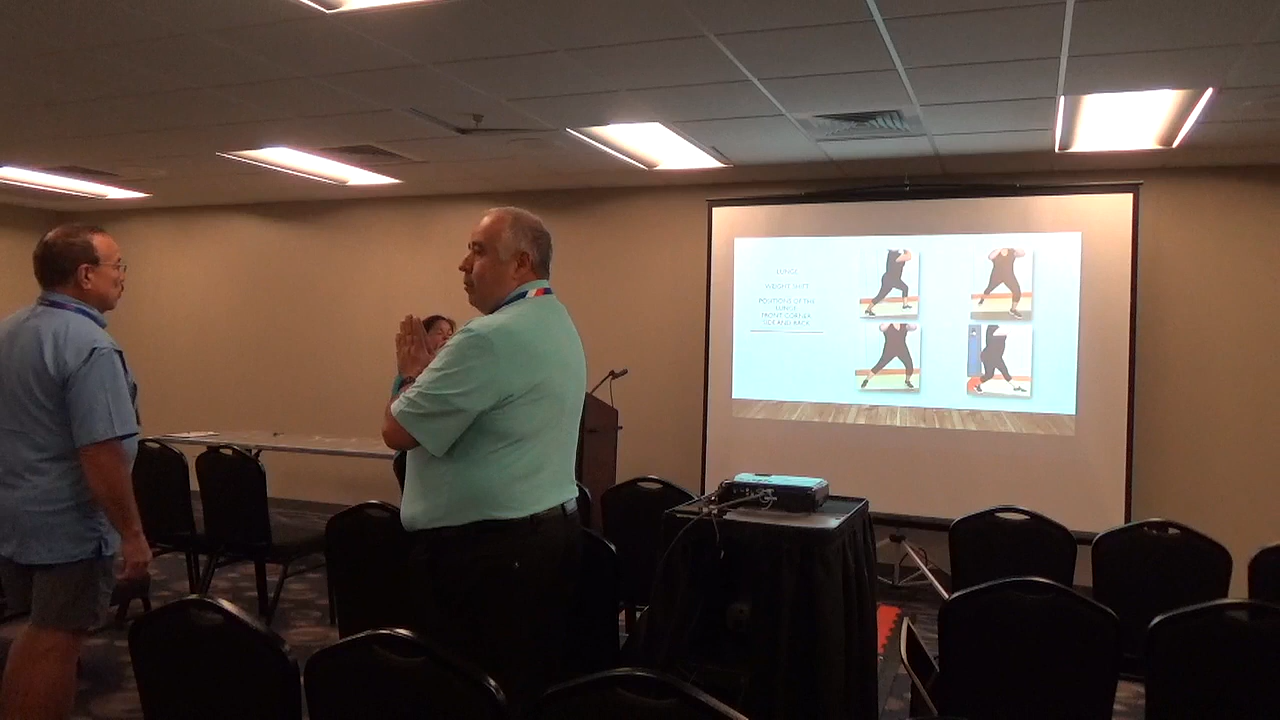 LUNGE
WEIGHT SHIFT
POSITIONS OF THE
LUNGE
FRONT CORNER
SIDE AND BACK